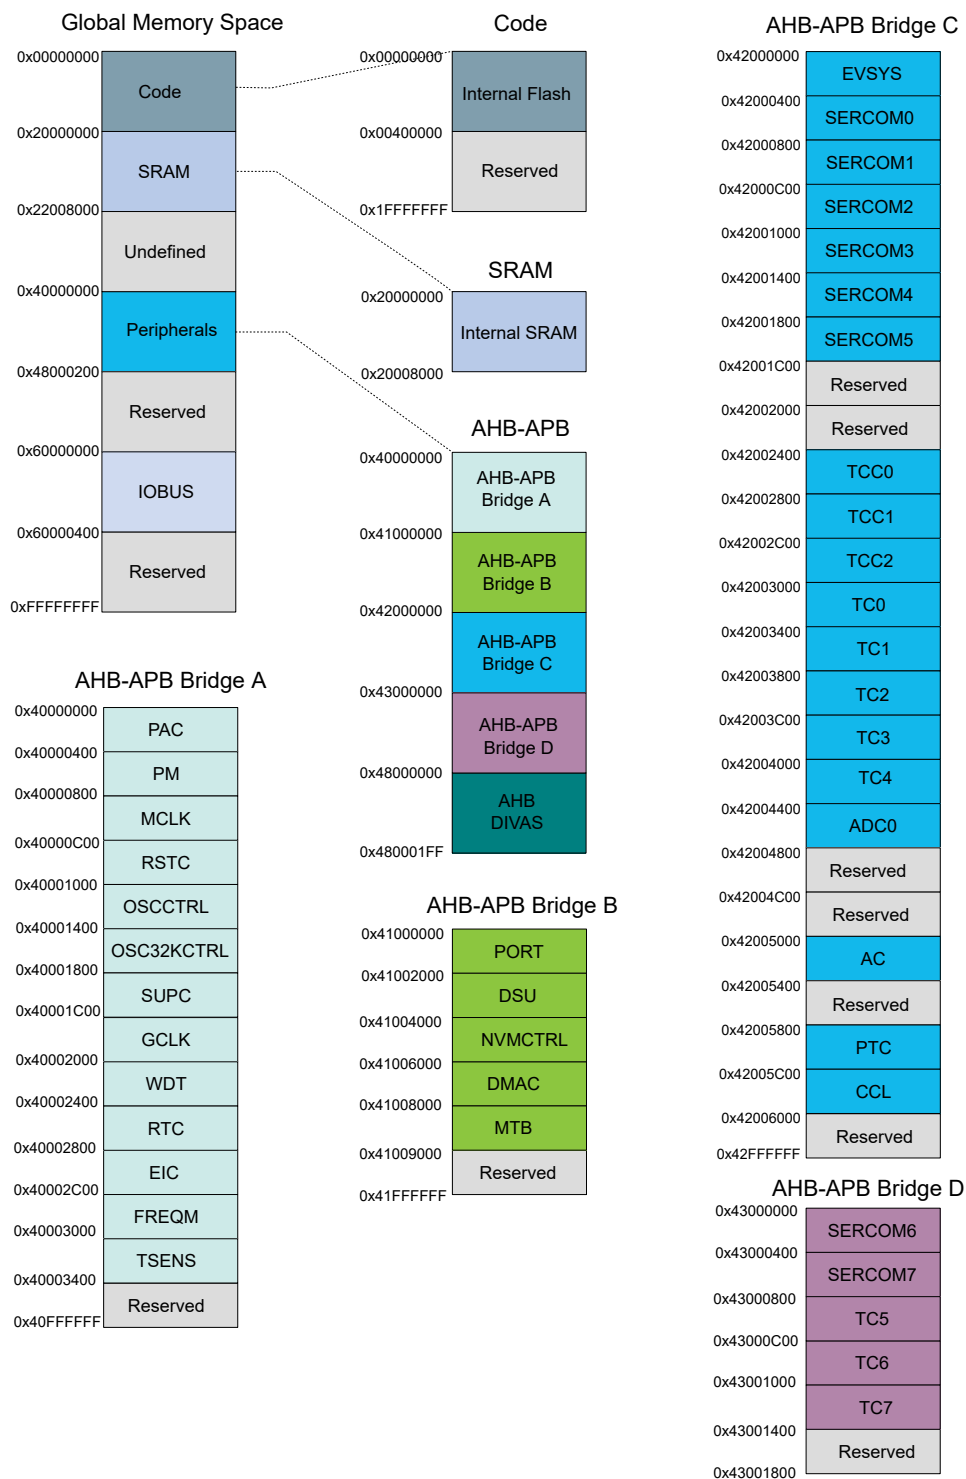 Global Memory Space
0x00000000
Code
0x20000000
SRAM
0x22008000
Undefined
0x40000000
Peripherals
0x48000200
Reserved
0x60000000
IOBUS
0x60000400
Reserved
0xFFFFFFFF
Code
0x00000000
Internal Flash
0x00400000
Reserved
0x1FFFFFFF
SRAM
0x20000000
Internal SRAM
0x20008000
AHB-APB
0x40000000
AHB-APB
Bridge A
0x41000000
AHB-APB
Bridge B
0x42000000
AHB-APB
Bridge C
0x43000000
AHB-APB
Bridge D
0x48000000
AHB
DIVAS
0x480001FF
AHB-APB Bridge A
0x40000000
PAC
0x40000400
PM
0x40000800
MCLK
0x40000C00
RSTC
0x40001000
OSCCTRL
0x40001400
OSC32KCTRL
0x40001800
SUPC
0x40001C00
GCLK
0x40002000
WDT
0x40002400
RTC
0x40002800
EIC
0x40002C00
FREQM
0x40003000
TSENS
0x40003400
Reserved
0x40FFFFFF
AHB-APB Bridge B
0x41000000
PORT
0x41002000
DSU
0x41004000
NVMCTRL
0x41006000
DMAC
0x41008000
MTB
0x41009000
Reserved
0x41FFFFFF
AHB-APB Bridge C
0x42000000
EVSYS
0x42000400
SERCOM0
0x42000800
SERCOM1
0x42000C00
SERCOM2
0x42001000
SERCOM3
0x42001400
SERCOM4
0x42001800
SERCOM5
0x42001C00
Reserved
0x42002000
Reserved
0x42002400
TCC0
0x42002800
TCC1
0x42002C00
TCC2
0x42003000
TC0
0x42003400
TC1
0x42003800
TC2
0x42003C00
TC3
0x42004000
TC4
0x42004400
ADC0
0x42004800
Reserved
0x42004C00
Reserved
0x42005000
AC
0x42005400
Reserved
0x42005800
PTC
0x42005C00
CCL
0x42006000
Reserved
0x42FFFFFF
AHB-APB Bridge D
0x43000000
SERCOM6
0x43000400
SERCOM7
0x43000800
TC5
0x43000C00
TC6
0x43001000
TC7
0x43001400
Reserved
0x43001800